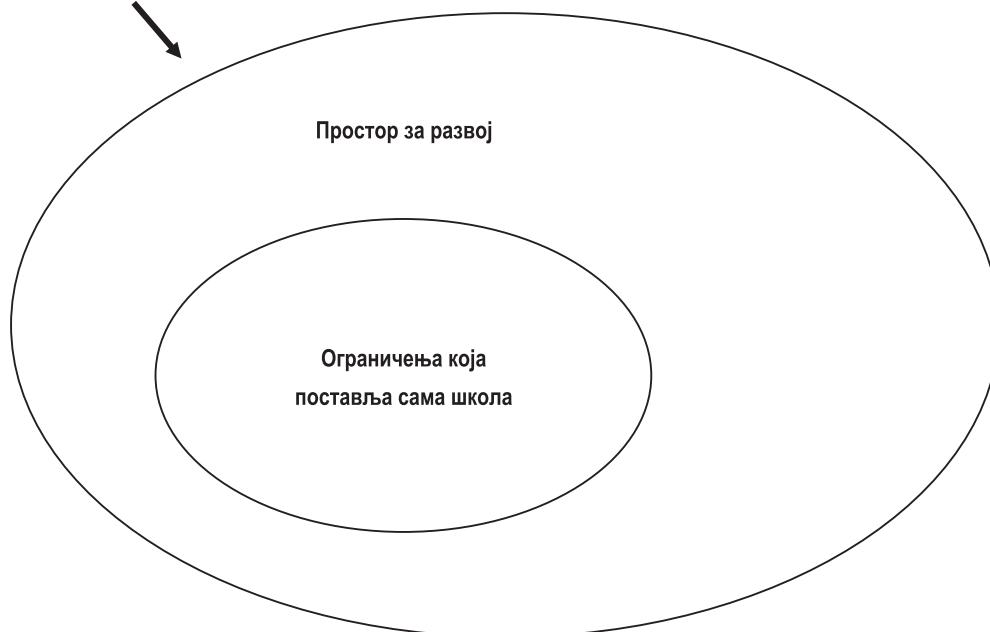 Простор за развој
Ограничења која
поставља сама школа